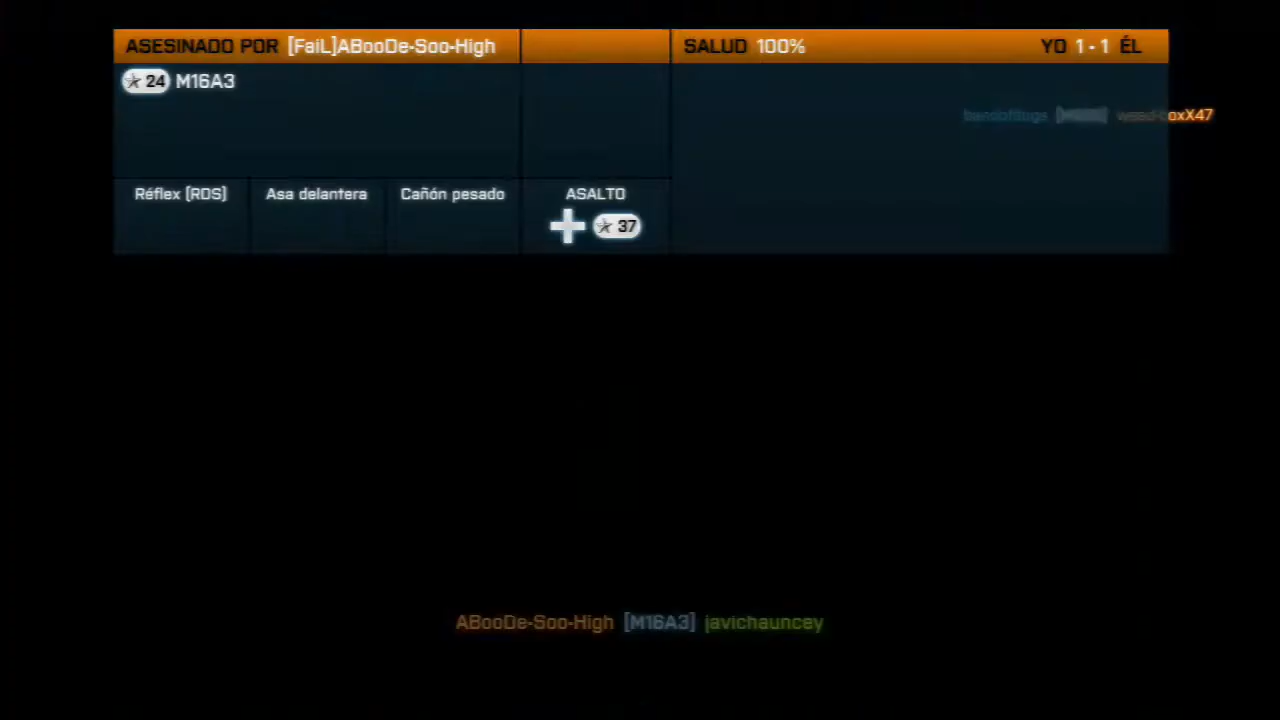 ASESINADO POR [FaiL]ABooDe-Soo-High
SALUD 100%
YO 1 - 1 ÉL
24 M16A3
Réflex (RDS)
Asa delantera
Cañón pesado
ASALTO
37
ABooDe-Soo-High [M16A3] javichauncey